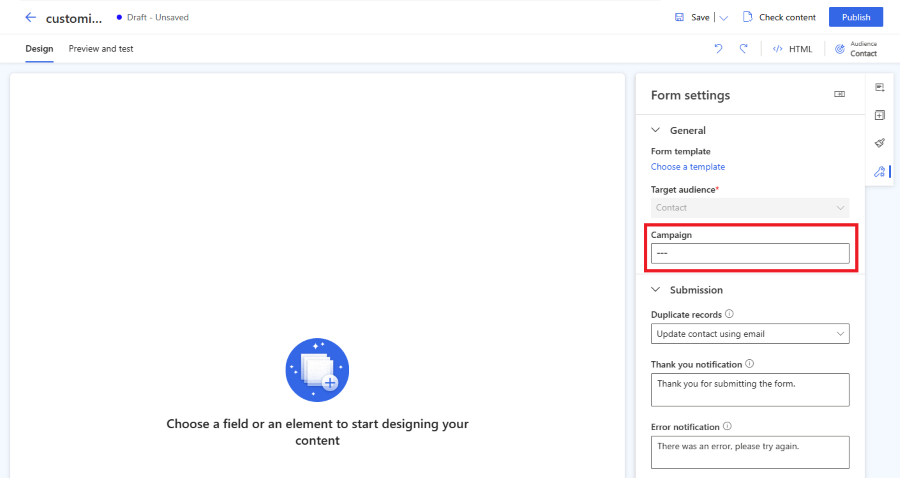 customi...
Draft - Unsaved
Save
Check content
Publish
Design
Preview and test
HTML
Audience
Contact
Form settings
General
Form template
Choose a template
Target audience*
Contact
Campaign
---
Submission
Duplicate records
Update contact using email
Thank you notification
Thank you for submitting the form.
Error notification
There was an error, please try again.
Choose a field or an element to start designing your
content